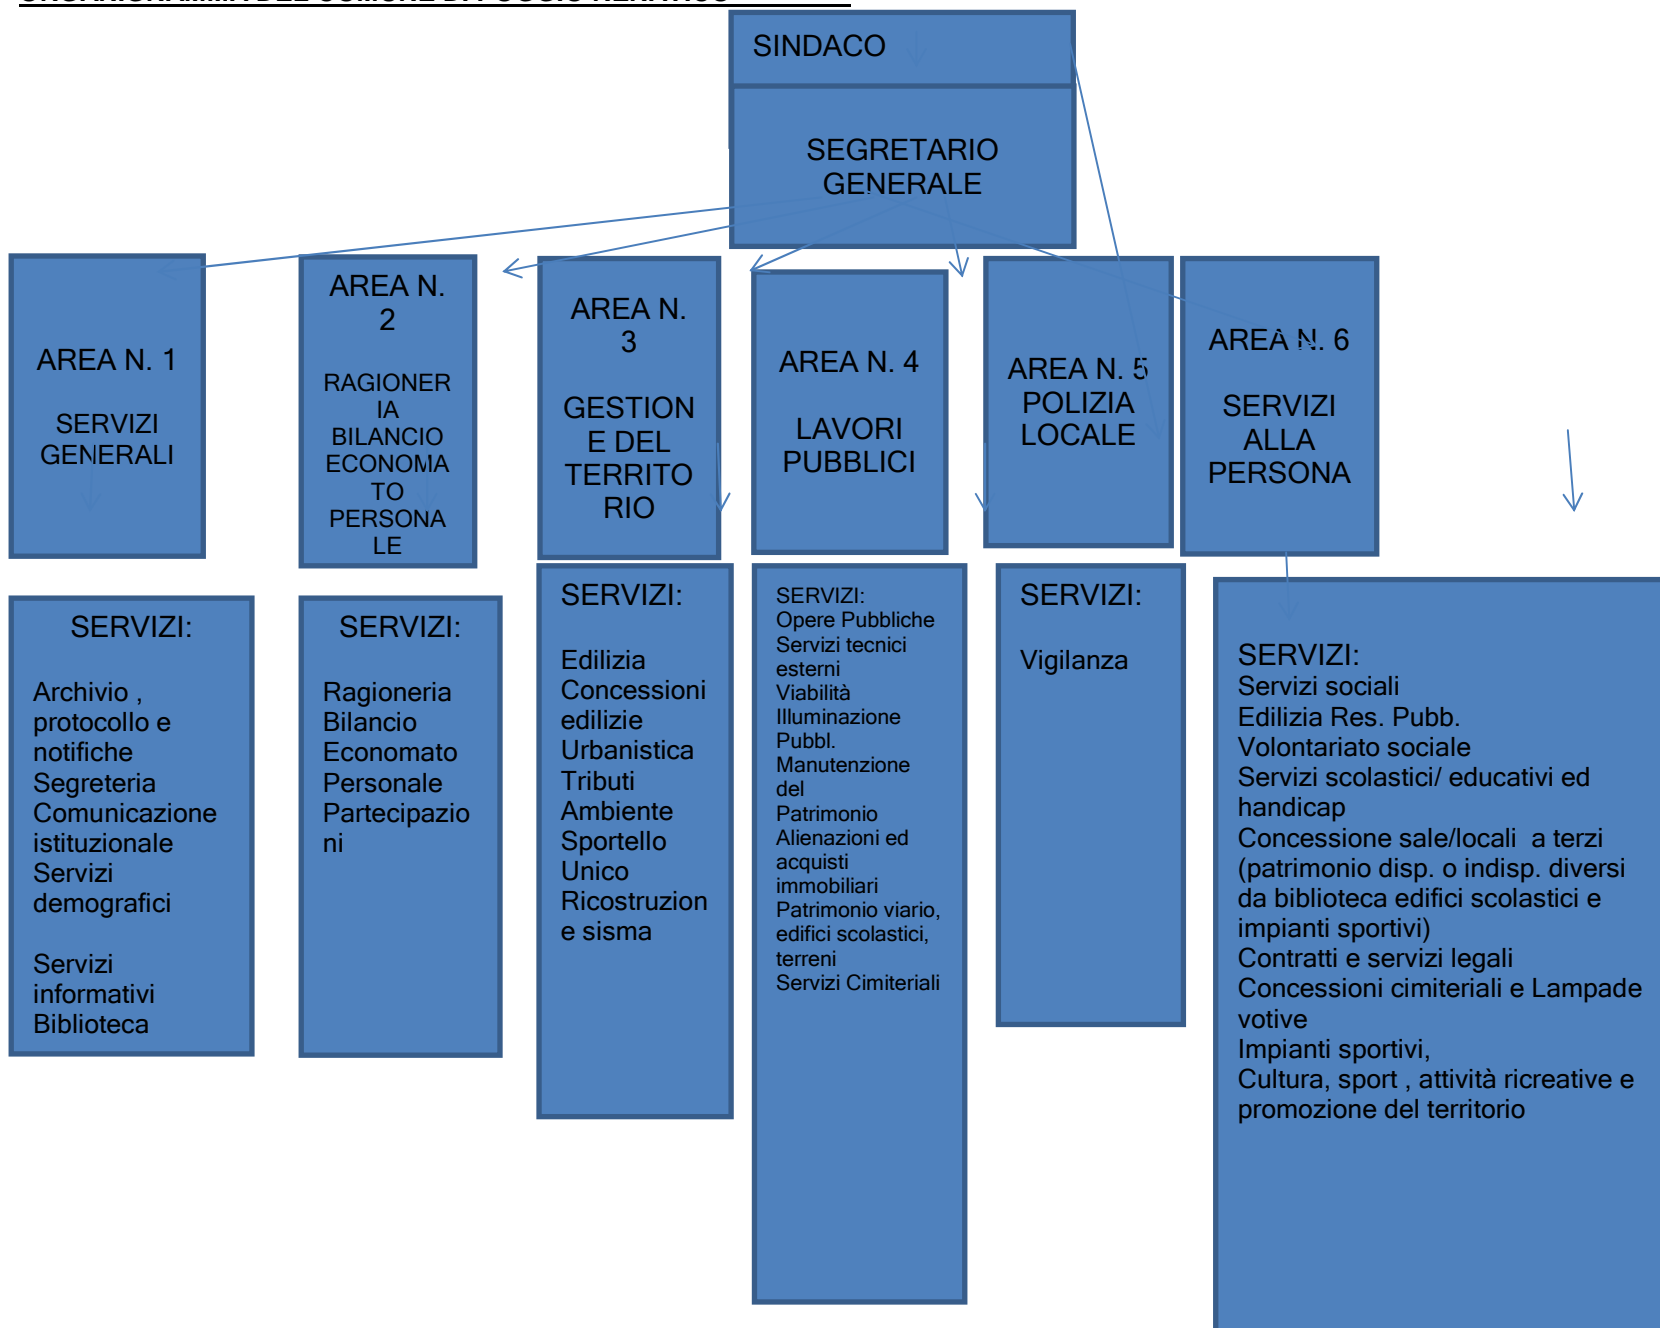 SINDACO
SEGRETARIO
GENERALE
AREA N. 1
SERVIZI
GENERALI
AREA N.
2
RAGIONER
IA
BILANCIO
ECONOMA
TO
PERSONA
LE
AREA N.
3
GESTION
E DEL
TERRITO
RIO
AREA N. 4
LAVORI
PUBBLICI
AREA N. 5
POLIZIA
LOCALE
AREA N. 6
SERVIZI
ALLA
PERSONA
SERVIZI:
Archivio ,
protocollo e
notifiche
Segreteria
Comunicazione
istituzionale
Servizi
demografici
Servizi
informativi
Biblioteca
SERVIZI:
Ragioneria
Bilancio
Economato
Personale
Partecipazio
ni
SERVIZI:
Edilizia
Concessioni
edilizie
Urbanistica
Tributi
Ambiente
Sportello
Unico
Ricostruzion
e sisma
SERVIZI:
Opere Pubbliche
Servizi tecnici
esterni
Viabilità
Illuminazione
Pubbl.
Manutenzione
del
Patrimonio
Alienazioni ed
acquisti
immobiliari
Patrimonio viario,
edifici scolastici,
terreni
Servizi Cimiteriali
SERVIZI:
Vigilanza
SERVIZI:
Servizi sociali
Edilizia Res. Pubb.
Volontariato sociale
Servizi scolastici/ educativi ed
handicap
Concessione sale/locali  a terzi
(patrimonio disp. o indisp. diversi
da biblioteca edifici scolastici e
impianti sportivi)
Contratti e servizi legali
Concessioni cimiteriali e Lampade
votive
Impianti sportivi,
Cultura, sport , attività ricreative e
promozione del territorio